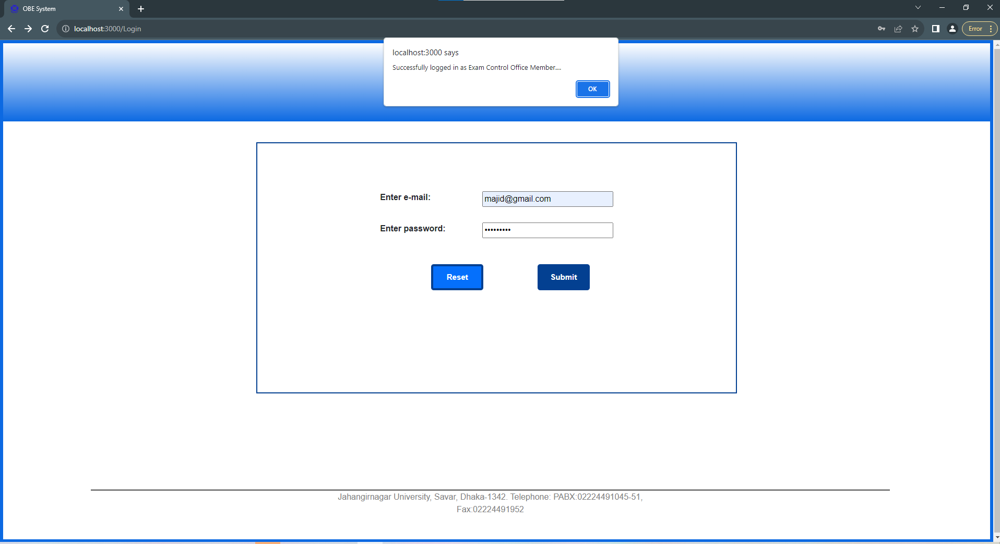 OBE System
localhost:3000/Login
Error
localhost:3000 says
Successfully logged in as Exam Control Office Member....
OK
Enter e-mail:
majid@gmail.com
Enter password:
•••••••••
Reset
Submit
Jahangirnagar University, Savar, Dhaka-1342. Telephone: PABX:02224491045-51,
Fax:02224491952